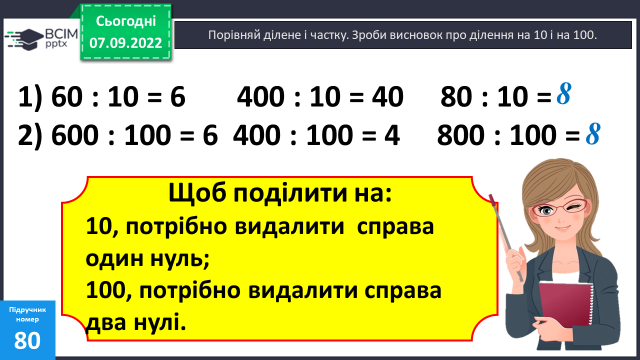 BCIM
pptx
Сьогодні
07.09.2022
Порівняй ділене і частку. Зроби висновок про ділення на 10 і на 100.
1) 60 : 10 = 6 400 : 10 = 40 80 : 10 = 8
2) 600 : 100 = 6 400 : 100 = 4 800 : 100 = 8
Щоб поділити на:
10, потрібно видалити справа
один нуль;
100, потрібно видалити справа
два нулі.
Підручник
номер
80